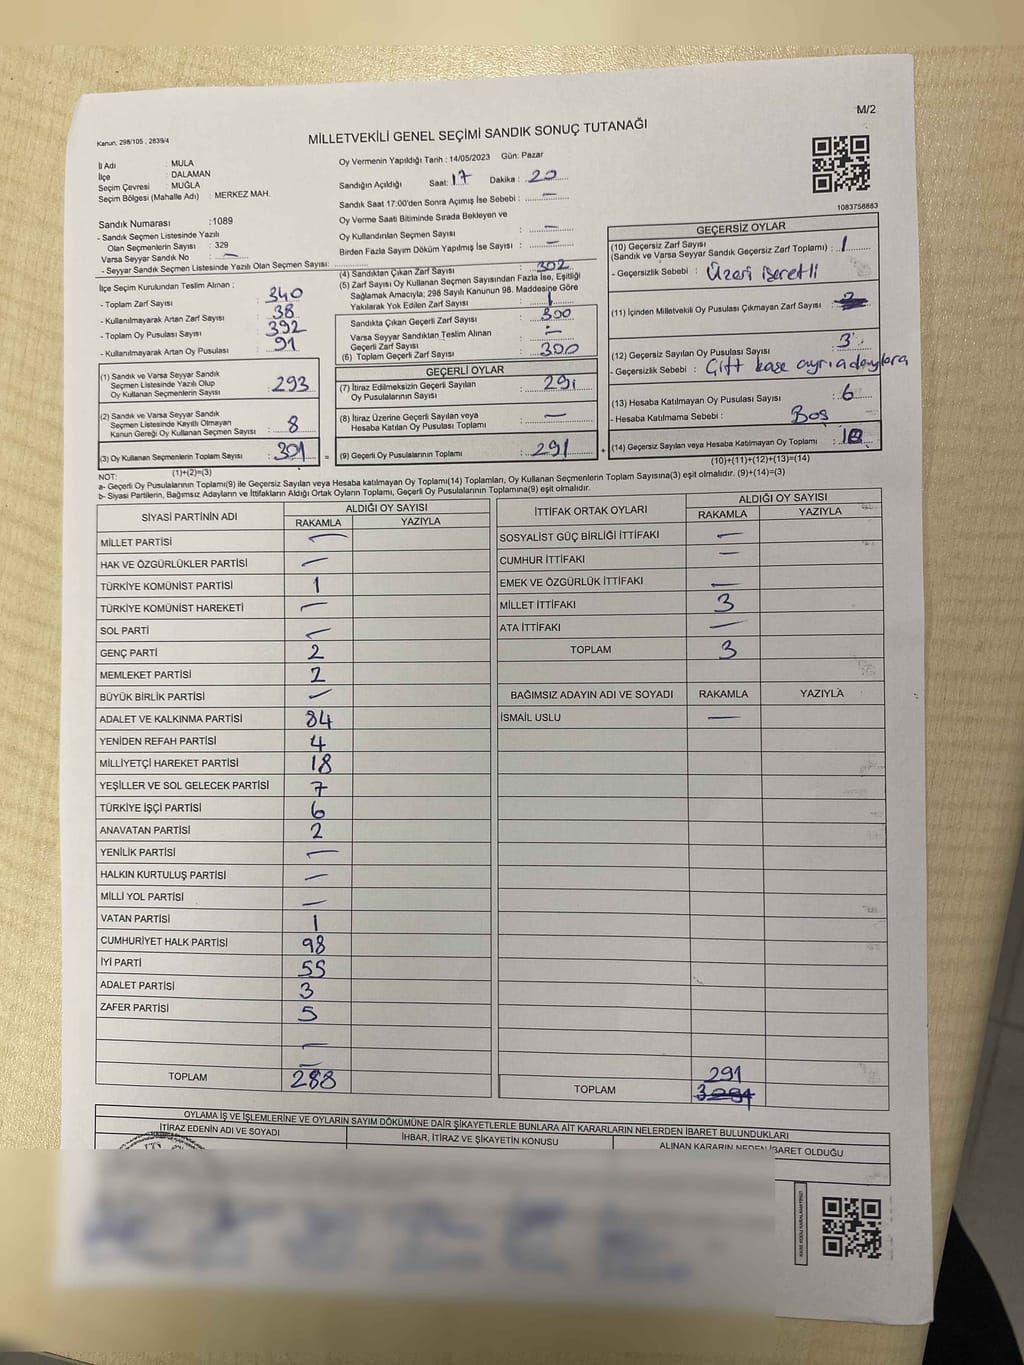 M/2
Kanun: 298/105 , 2839/4
MİLLETVEKİLİ GENEL SEÇİMİ SANDIK SONUÇ TUTANAĞI
İl Adı : MULA
İlçe : DALAMAN
Seçim Çevresi : MUĞLA
Seçim Bölgesi (Mahalle Adı) : MERKEZ MAH.
Sandık Numarası :1089
- Sandık Seçmen Listesinde Yazılı
Olan Seçmenlerin Sayısı : 329
Varsa Seyyar Sandık No : —
- Seyyar Sandık Seçmen Listesinde Yazılı Olan Seçmen Sayısı:
İlçe Seçim Kurulundan Teslim Alınan ;
- Toplam Zarf Sayısı : 340
- Kullanılmayarak Artan Zarf Sayısı : 38
- Toplam Oy Pusulası Sayısı : 392
- Kullanılmayarak Artan Oy Pusulası : 91
(1) Sandık ve Varsa Seyyar Sandık
Seçmen Listesinde Yazılı Olup
Oy Kullanan Seçmenlerin Sayısı : 293
(2) Sandık ve Varsa Seyyar Sandık
Seçmen Listesinde Kayıtlı Olmayan
Kanun Gereği Oy Kullanan Seçmen Sayısı : 8
(3) Oy Kullanan Seçmenlerin Toplam Sayısı : 301
(1)+(2)=(3)
Oy Vermenin Yapıldığı Tarih : 14/05/2023 Gün: Pazar
Sandığın Açıldığı Saat: 17 Dakika : 20
Sandık Saat 17:00'den Sonra Açımış İse Sebebi : —
Oy Verme Saati Bitiminde Sırada Bekleyen ve
Oy Kullandırılan Seçmen Sayısı : —
Birden Fazla Sayım Döküm Yapılmış İse Sayısı : —
(4) Sandıktan Çıkan Zarf Sayısı : 302
(5) Zarf Sayısı Oy Kullanan Seçmen Sayısından Fazla İse, Eşitliği
Sağlamak Amacıyla; 298 Sayılı Kanunun 98. Maddesine Göre
Yakılarak Yok Edilen Zarf Sayısı : 1
Sandıkta Çıkan Geçerli Zarf Sayısı : 300
Varsa Seyyar Sandıktan Teslim Alınan
Geçerli Zarf Sayısı : —
(6) Toplam Geçerli Zarf Sayısı : 300
GEÇERLİ OYLAR
(7) İtiraz Edilmeksizin Geçerli Sayılan
Oy Pusulalarının Sayısı : 291
(8) İtiraz Üzerine Geçerli Sayılan veya
Hesaba Katılan Oy Pusulası Toplamı : —
(9) Geçerli Oy Pusulalarının Toplamı : 291
1083758883
GEÇERSİZ OYLAR
(10) Geçersiz Zarf Sayısı
(Sandık ve Varsa Seyyar Sandık Geçersiz Zarf Toplamı) : 1
- Geçersizlik Sebebi : Üzeri işaretli
(11) İçinden Milletvekili Oy Pusulası Çıkmayan Zarf Sayısı :
(12) Geçersiz Sayılan Oy Pusulası Sayısı : 3
- Geçersizlik Sebebi : Çift kaşe ayrı adaylara
(13) Hesaba Katılmayan Oy Pusulası Sayısı : 6
- Hesaba Katılmama Sebebi : Boş
(14) Geçersiz Sayılan veya Hesaba Katılmayan Oy Toplamı :
(10)+(11)+(12)+(13)=(14)
NOT:
a- Geçerli Oy Pusulalarının Toplamı(9) ile Geçersiz Sayılan veya Hesaba Katılmayan Oy Toplamı(14) Toplamları, Oy Kullanan Seçmenlerin Toplam Sayısına(3) eşit olmalıdır. (9)+(14)=(3)
b- Siyasi Partilerin, Bağımsız Adayların ve İttifakların Aldığı Ortak Oyların Toplamı, Geçerli Oy Pusulalarının Toplamına(9) eşit olmalıdır.
SİYASİ PARTİNİN ADI ALDIĞI OY SAYISI
RAKAMLA YAZIYLA
MİLLET PARTİSİ —
HAK VE ÖZGÜRLÜKLER PARTİSİ —
TÜRKİYE KOMÜNİST PARTİSİ 1
TÜRKİYE KOMÜNİST HAREKETİ —
SOL PARTİ —
GENÇ PARTİ 2
MEMLEKET PARTİSİ 2
BÜYÜK BİRLİK PARTİSİ —
ADALET VE KALKINMA PARTİSİ 84
YENİDEN REFAH PARTİSİ 4
MİLLİYETÇİ HAREKET PARTİSİ 18
YEŞİLLER VE SOL GELECEK PARTİSİ 7
TÜRKİYE İŞÇİ PARTİSİ 6
ANAVATAN PARTİSİ 2
YENİLİK PARTİSİ —
HALKIN KURTULUŞ PARTİSİ —
MİLLİ YOL PARTİSİ —
VATAN PARTİSİ 1
CUMHURİYET HALK PARTİSİ 98
İYİ PARTİ 55
ADALET PARTİSİ 3
ZAFER PARTİSİ 5
—
—
TOPLAM 288
İTTİFAK ORTAK OYLARI ALDIĞI OY SAYISI
RAKAMLA YAZIYLA
SOSYALİST GÜÇ BİRLİĞİ İTTİFAKI —
CUMHUR İTTİFAKI —
EMEK VE ÖZGÜRLÜK İTTİFAKI —
MİLLET İTTİFAKI 3
ATA İTTİFAKI —
TOPLAM 3
BAĞIMSIZ ADAYIN ADI VE SOYADI RAKAMLA YAZIYLA
İSMAİL USLU —
291
TOPLAM
OYLAMA İŞ VE İŞLEMLERİNE VE OYLARIN SAYIM DÖKÜMÜNE DAİR ŞİKAYETLERLE BUNLARA AİT KARARLARIN NELERDEN İBARET BULUNDUKLARI
İTİRAZ EDENİN ADI VE SOYADI İHBAR, İTİRAZ VE ŞİKAYETİN KONUSU ALINAN KARARIN NEDEN İBARET OLDUĞU